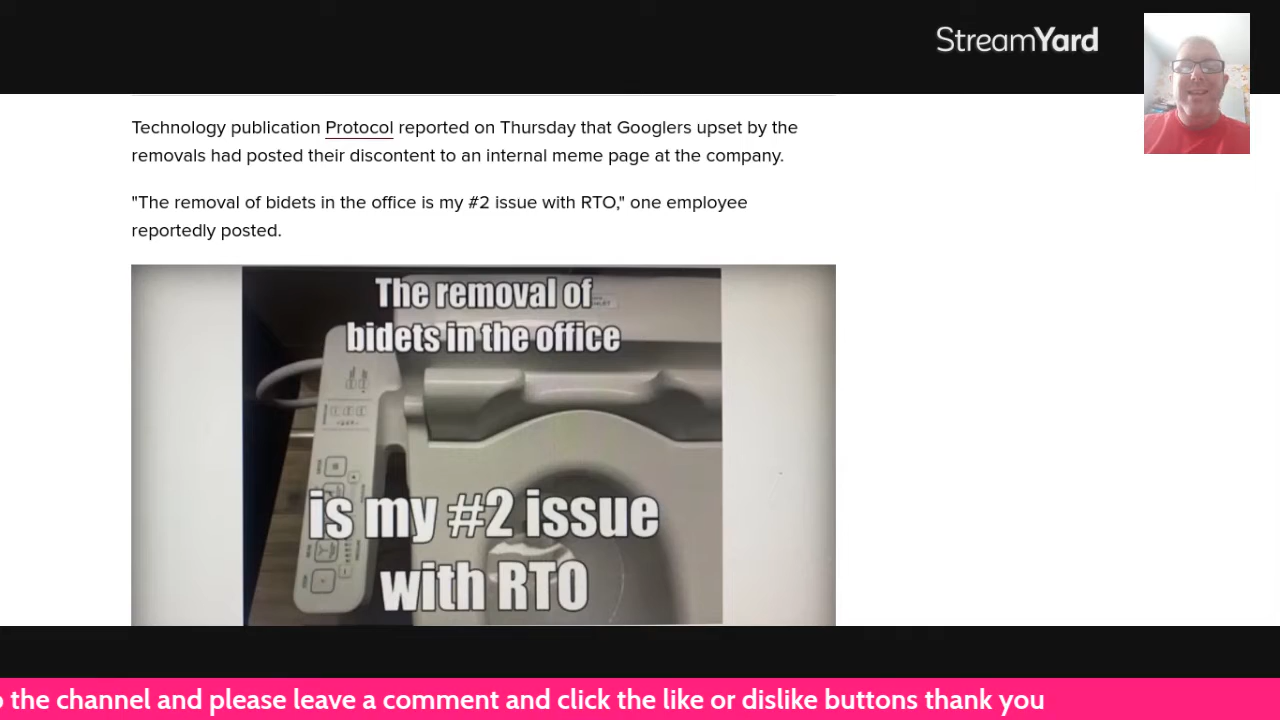 StreamYard
Technology publication Protocol reported on Thursday that Googlers upset by the
removals had posted their discontent to an internal meme page at the company.
"The removal of bidets in the office is my #2 issue with RTO," one employee
reportedly posted.
The removal of
bidets in the office
is my #2 issue
with RTO
the channel and please leave a comment and click the like or dislike buttons thank you